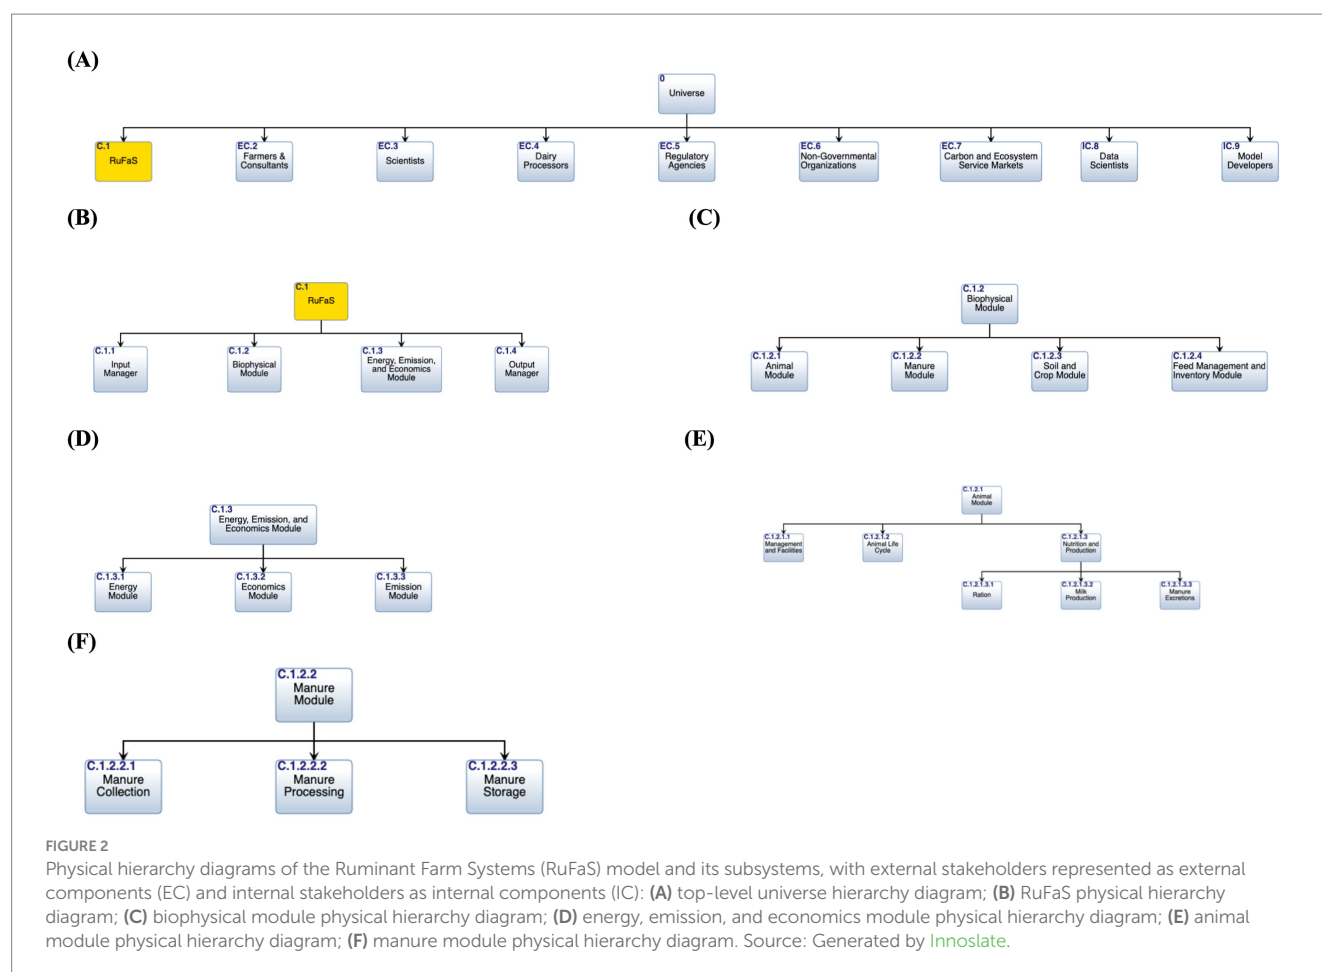 (A)
0
Universe
C.1
RuFaS
EC.2
Farmers &
Consultants
EC.3
Scientists
EC.4
Dairy
Processors
EC.5
Regulatory
Agencies
EC.6
Non-Governmental
Organizations
EC.7
Carbon and Ecosystem
Service Markets
IC.8
Data
Scientists
IC.9
Model
Developers
(B)
C.1
RuFaS
C.1.1
Input
Manager
C.1.2
Biophysical
Module
C.1.3
Energy, Emission,
and Economics
Module
C.1.4
Output
Manager
(C)
C.1.2
Biophysical
Module
C.1.2.1
Animal
Module
C.1.2.2
Manure
Module
C.1.2.3
Soil and
Crop Module
C.1.2.4
Feed Management and
Inventory Module
(D)
C.1.3
Energy, Emission, and
Economics Module
C.1.3.1
Energy
Module
C.1.3.2
Economics
Module
C.1.3.3
Emission
Module
(E)
C.1.2.1
Animal
Module
C.1.2.1.1
Management
and Facilities
C.1.2.1.2
Animal Life
Cycle
C.1.2.1.3
Nutrition and
Production
C.1.2.1.3.1
Ration
C.1.2.1.3.2
Milk
Production
C.1.2.1.3.3
Manure
Excretions
(F)
C.1.2.2
Manure
Module
C.1.2.2.1
Manure
Collection
C.1.2.2.2
Manure
Processing
C.1.2.2.3
Manure
Storage
FIGURE 2
Physical hierarchy diagrams of the Ruminant Farm Systems (RuFaS) model and its subsystems, with external stakeholders represented as external
components (EC) and internal stakeholders as internal components (IC): (A) top-level universe hierarchy diagram; (B) RuFaS physical hierarchy
diagram; (C) biophysical module physical hierarchy diagram; (D) energy, emission, and economics module physical hierarchy diagram; (E) animal
module physical hierarchy diagram; (F) manure module physical hierarchy diagram. Source: Generated by Innoslate.